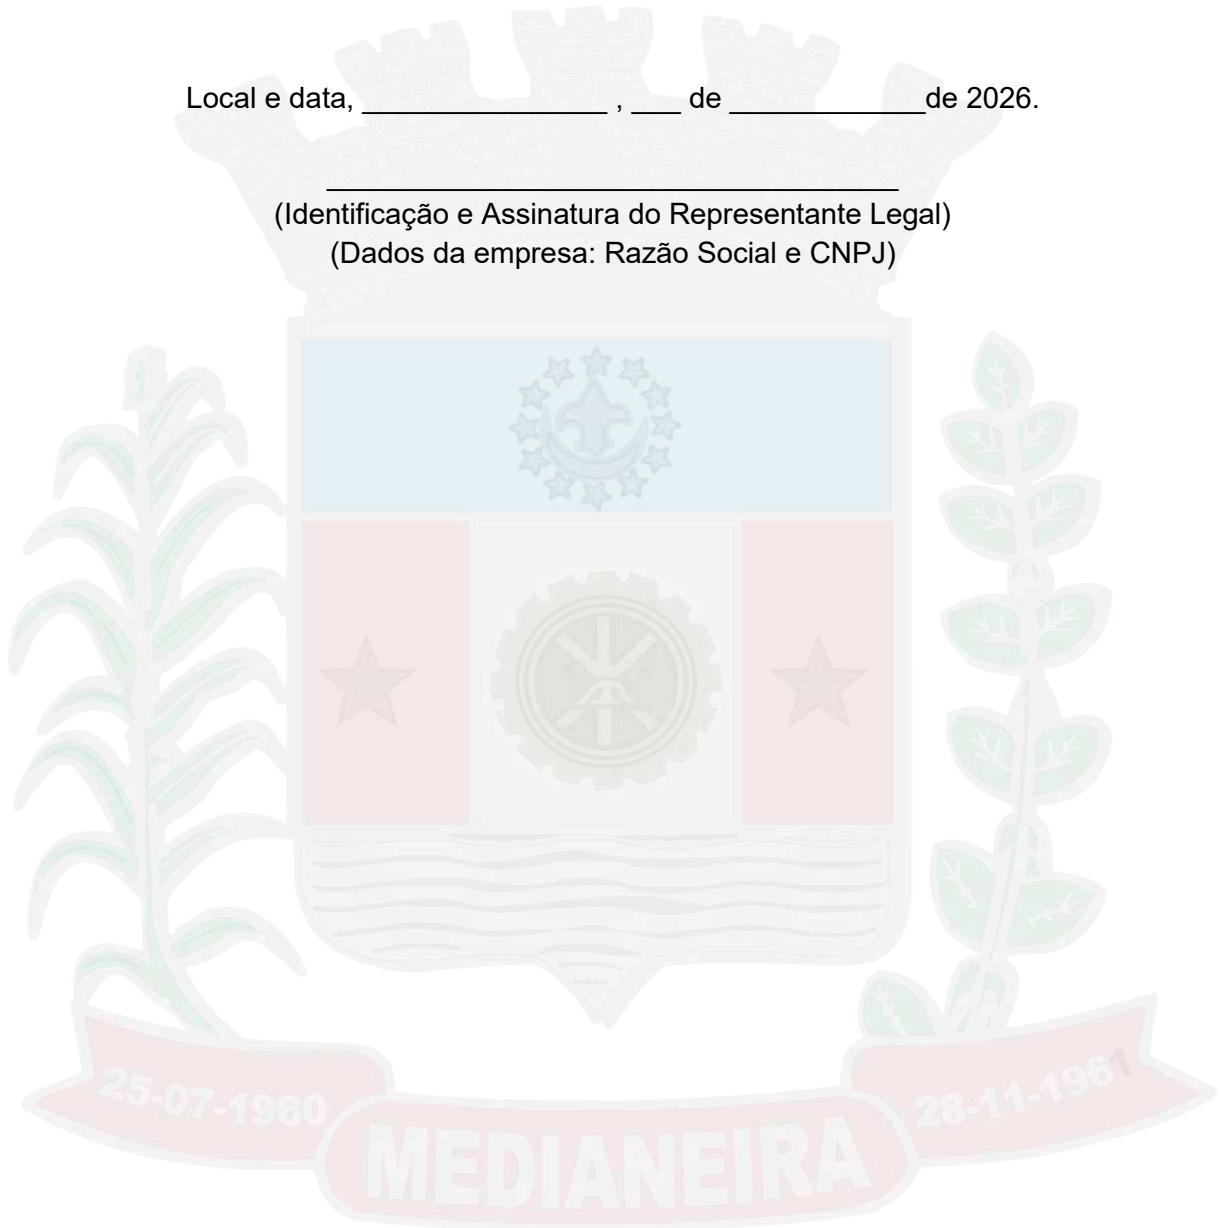 Local e data, _______________ , ___ de ____________de 2026.
___________________________________
(Identificação e Assinatura do Representante Legal)
(Dados da empresa: Razão Social e CNPJ)
25-07-1960
28-11-1961
MEDIANEIRA